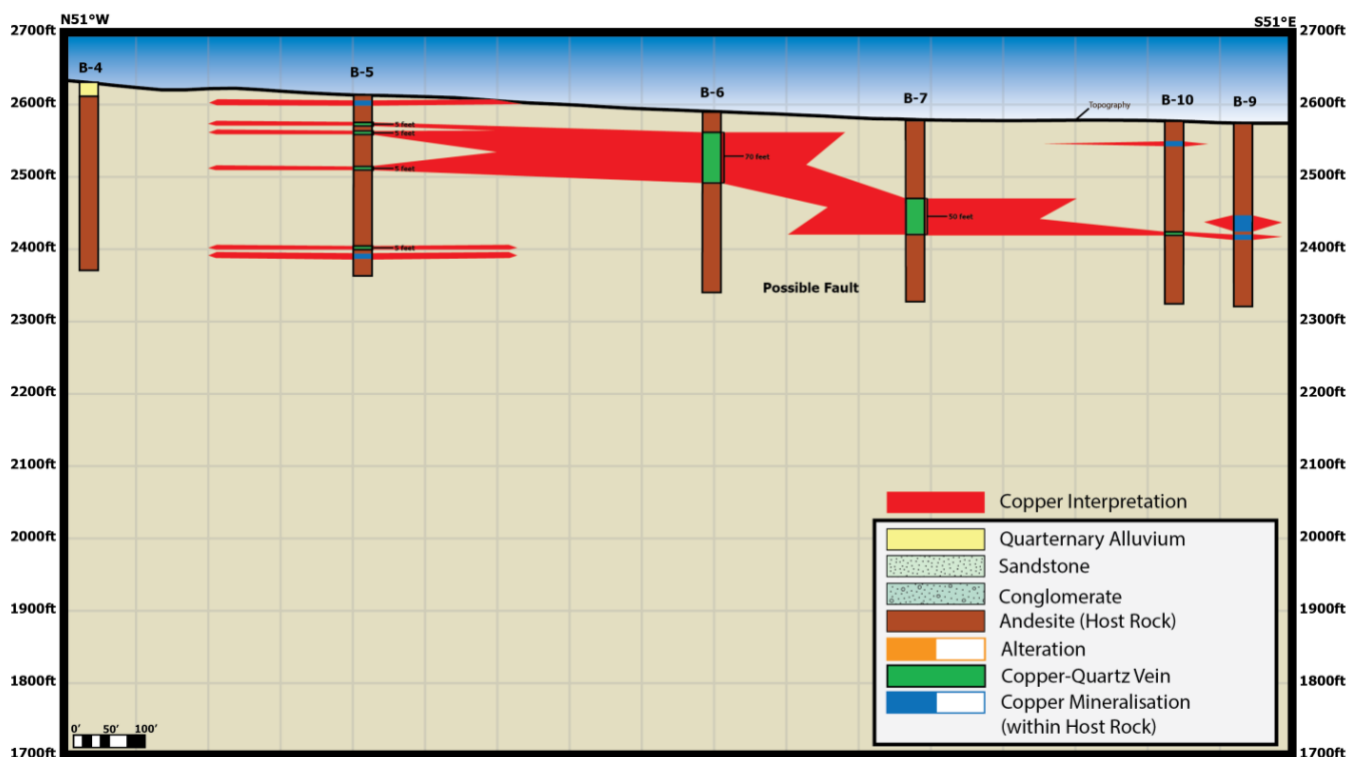 N51°W
S51°E
2700ft
2700ft
B-4
B-5
B-6
B-7
B-10
B-9
2600ft
Topography
2600ft
5 feet
5 feet
70 feet
2500ft
5 feet
2500ft
50 feet
2400ft
5 feet
2400ft
Possible Fault
2300ft
2300ft
2200ft
2200ft
2100ft
2100ft
Copper Interpretation
2000ft
Quarternary Alluvium
2000ft
Sandstone
Conglomerate
1900ft
Andesite (Host Rock)
1900ft
Alteration
1800ft
Copper-Quartz Vein
1800ft
Copper Mineralisation
(within Host Rock)
0' 50' 100'
1700ft
1700ft